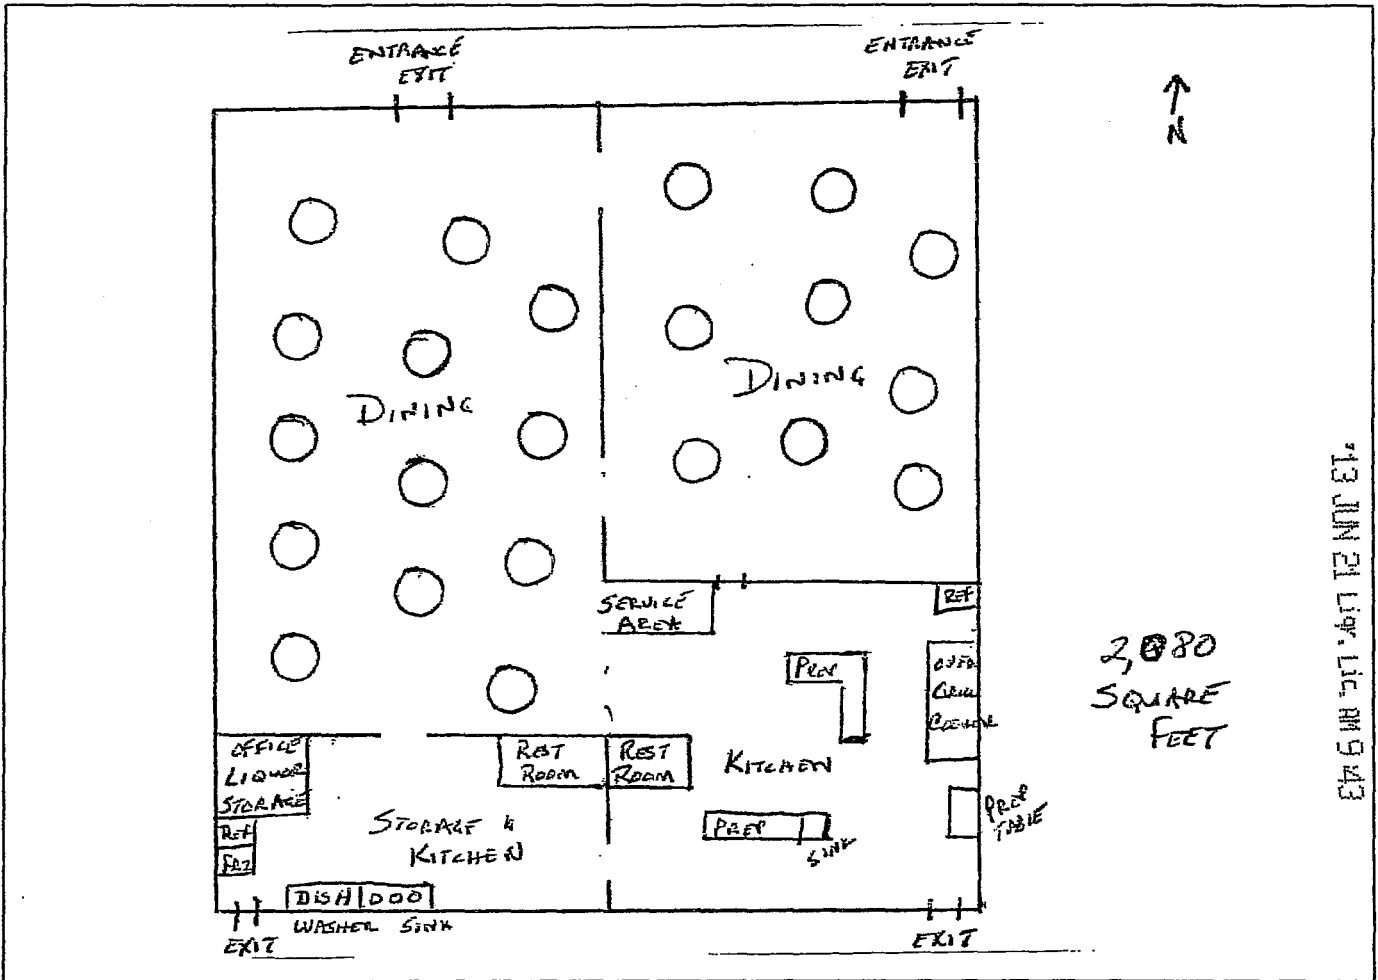 ENTRANCE
EXIT
ENTRANCE
EXIT
N
DINING
DINING
SERVICE
AREA
REF
PREP
OVEN
GRILL
2,080
SQUARE
FEET
OFFICE
LIQUOR
STORAGE
REST
ROOM
REST
ROOM
KITCHEN
REF
FRZ
STORAGE &
KITCHEN
PREP
SINK
PREP
TABLE
DISH
WASHER SINK
EXIT
EXIT
'13 JUN 21 Liqr. Lic. AM 9 43